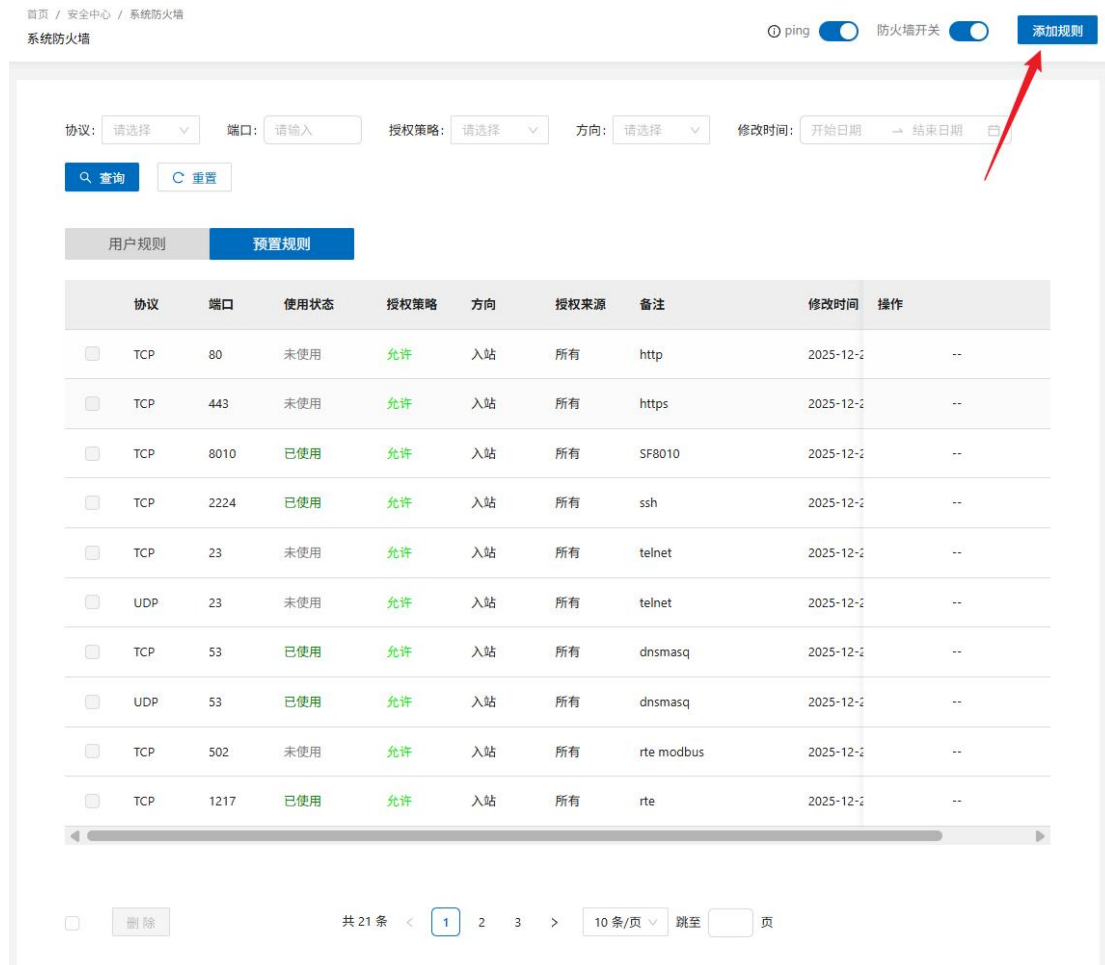 首页 / 安全中心 / 系统防火墙
系统防火墙
ping 防火墙开关 添加规则
协议: 请选择 端口: 请输入 授权策略: 请选择 方向: 请选择 修改时间: 开始日期 → 结束日期
查询 重置
用户规则 预置规则
协议 端口 使用状态 授权策略 方向 授权来源 备注 修改时间 操作
TCP 80 未使用 允许 入站 所有 http 2025-12-2 --
TCP 443 未使用 允许 入站 所有 https 2025-12-2 --
TCP 8010 已使用 允许 入站 所有 SF8010 2025-12-2 --
TCP 2224 已使用 允许 入站 所有 ssh 2025-12-2 --
TCP 23 未使用 允许 入站 所有 telnet 2025-12-2 --
UDP 23 未使用 允许 入站 所有 telnet 2025-12-2 --
TCP 53 已使用 允许 入站 所有 dnsmasq 2025-12-2 --
UDP 53 已使用 允许 入站 所有 dnsmasq 2025-12-2 --
TCP 502 未使用 允许 入站 所有 rte modbus 2025-12-2 --
TCP 1217 已使用 允许 入站 所有 rte 2025-12-2 --
删除 共 21 条 < 1 2 3 > 10 条/页 跳至 页